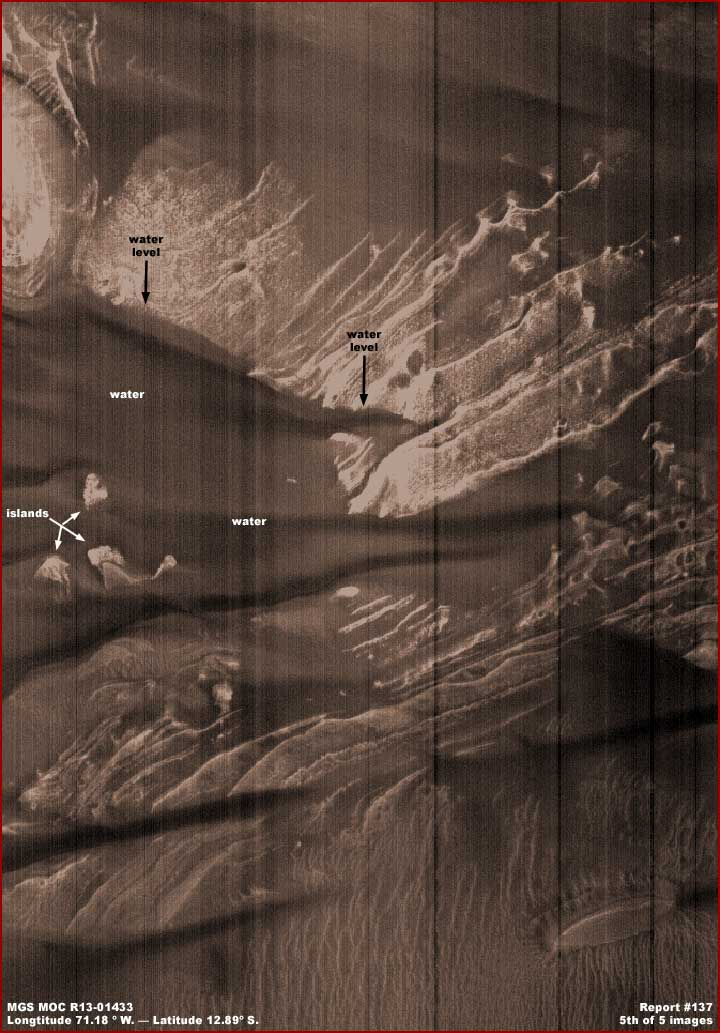 water
level
water
level
water
islands
water
MGS MOC R13-01433
Longtitude 71.18 º W. — Latitude 12.89º S.
Report #137
5th of 5 images